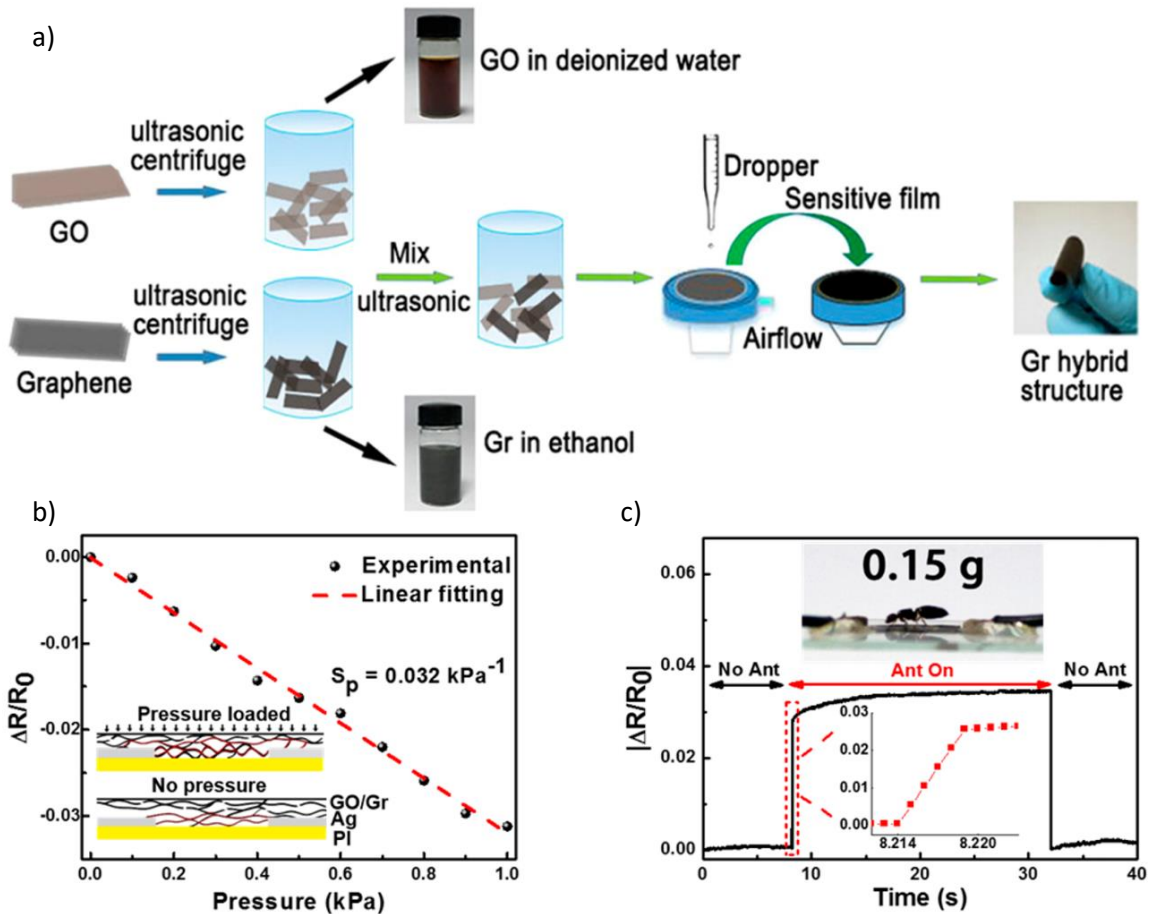 a)
GO in deionized water
ultrasonic
centrifuge
GO
Mix
ultrasonic
Dropper
Sensitive film
Airflow
ultrasonic
centrifuge
Graphene
Gr in ethanol
Gr hybrid
structure
b)
0.00
-0.01
-0.02
-0.03
ΔR/R0
Experimental
Linear fitting
Sp = 0.032 kPa-1
Pressure loaded
No pressure
GO/Gr
Ag
PI
0.0
0.2
0.4
0.6
0.8
1.0
Pressure (kPa)
c)
0.06
0.04
0.02
0.00
|ΔR/R0|
0.15 g
No Ant
Ant On
No Ant
0.03
0.02
0.01
0.00
8.214
8.220
0
10
20
30
40
Time (s)